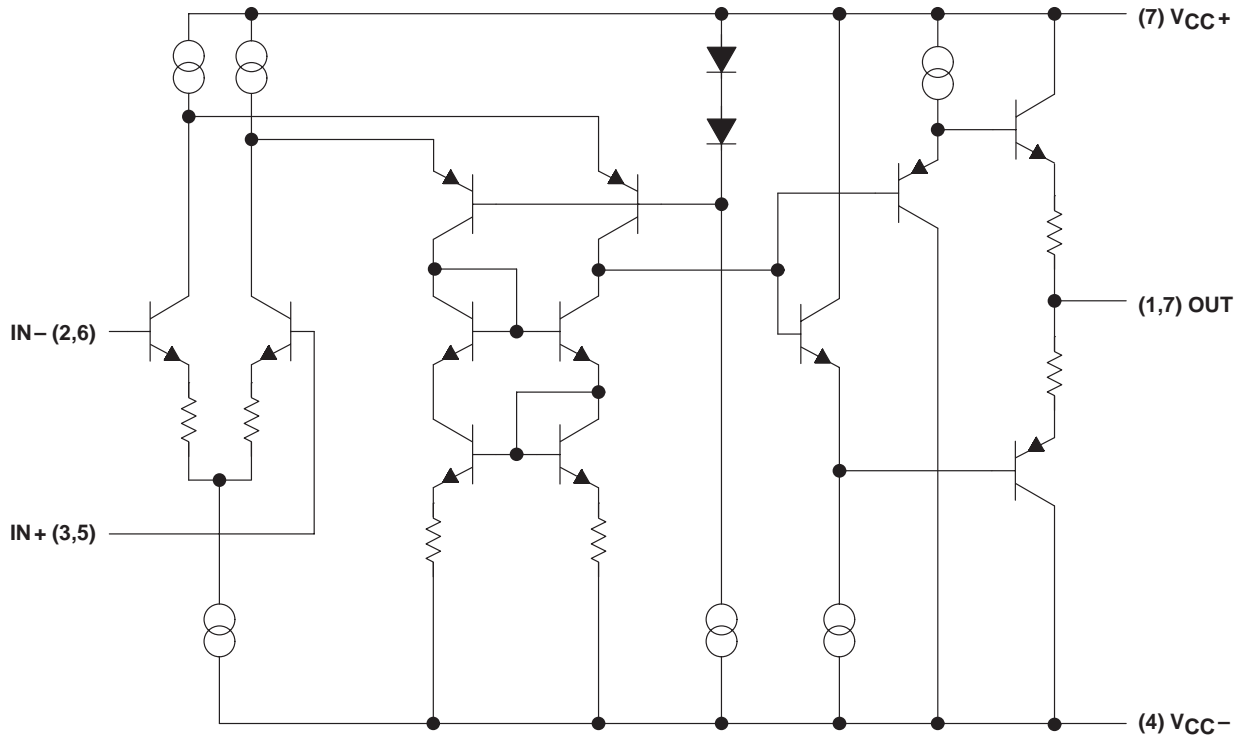 (7) VCC+
IN− (2,6)
(1,7) OUT
IN+ (3,5)
(4) VCC−